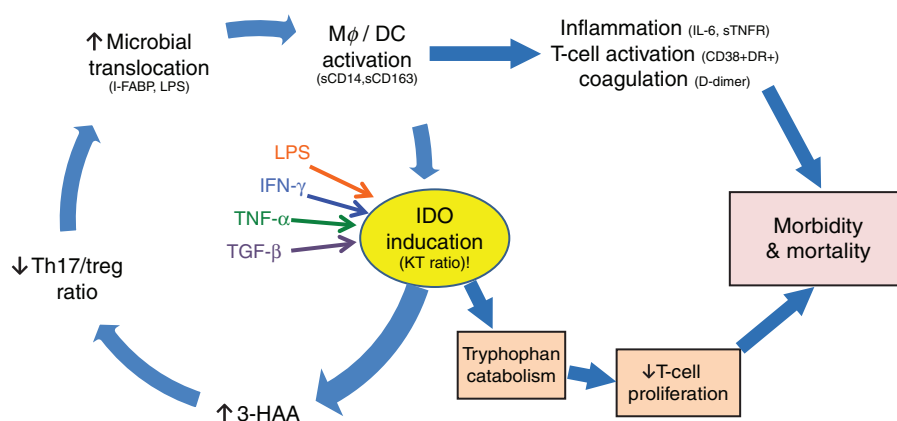 ↑ Microbial
translocation
(I-FABP, LPS)
Mϕ / DC
activation
(sCD14,sCD163)
Inflammation (IL-6, sTNFR)
T-cell activation (CD38+DR+)
coagulation (D-dimer)
LPS
IFN-γ
TNF-α
TGF-β
IDO
inducation
(KT ratio)!
Morbidity
& mortality
↓ Th17/treg
ratio
Tryphophan
catabolism
↓T-cell
proliferation
↑ 3-HAA